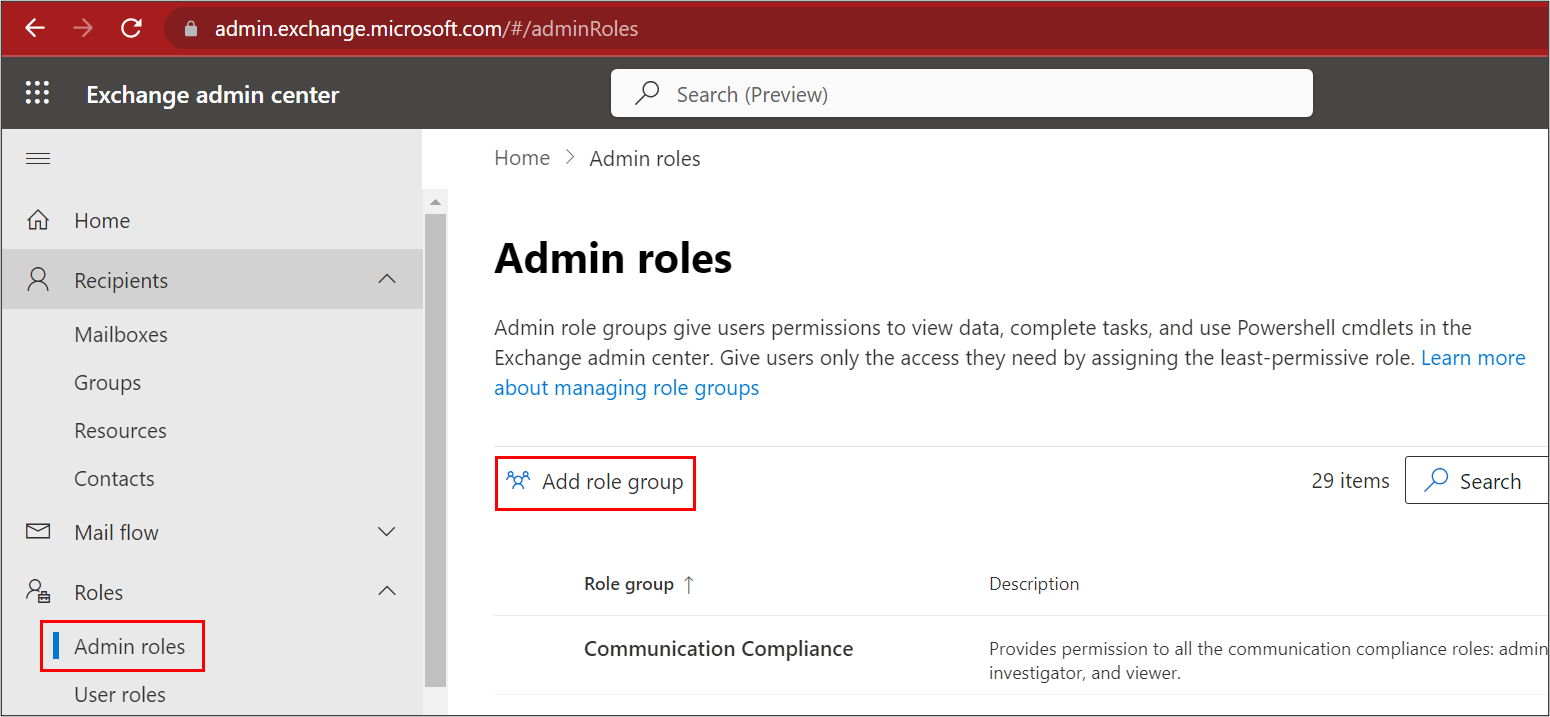 admin.exchange.microsoft.com/#/adminRoles
Exchange admin center
Search (Preview)
Home
Recipients
Mailboxes
Groups
Resources
Contacts
Mail flow
Roles
Admin roles
User roles
Home > Admin roles
Admin roles
Admin role groups give users permissions to view data, complete tasks, and use Powershell cmdlets in the
Exchange admin center. Give users only the access they need by assigning the least-permissive role. Learn more
about managing role groups
Add role group
29 items
Search
Role group ↑
Description
Communication Compliance
Provides permission to all the communication compliance roles: admin
investigator, and viewer.